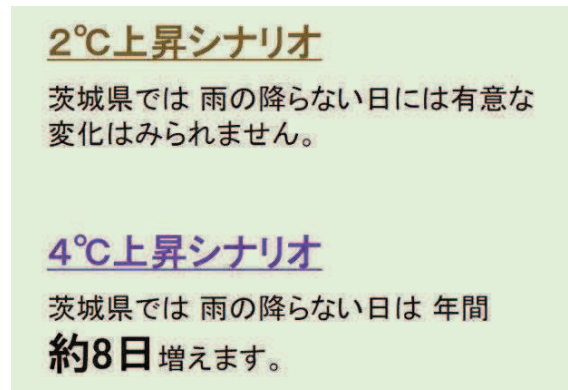 2℃上昇シナリオ
茨城県では 雨の降らない日には有意な
変化はみられません。
4℃上昇シナリオ
茨城県では 雨の降らない日は 年間
約8日増えます。